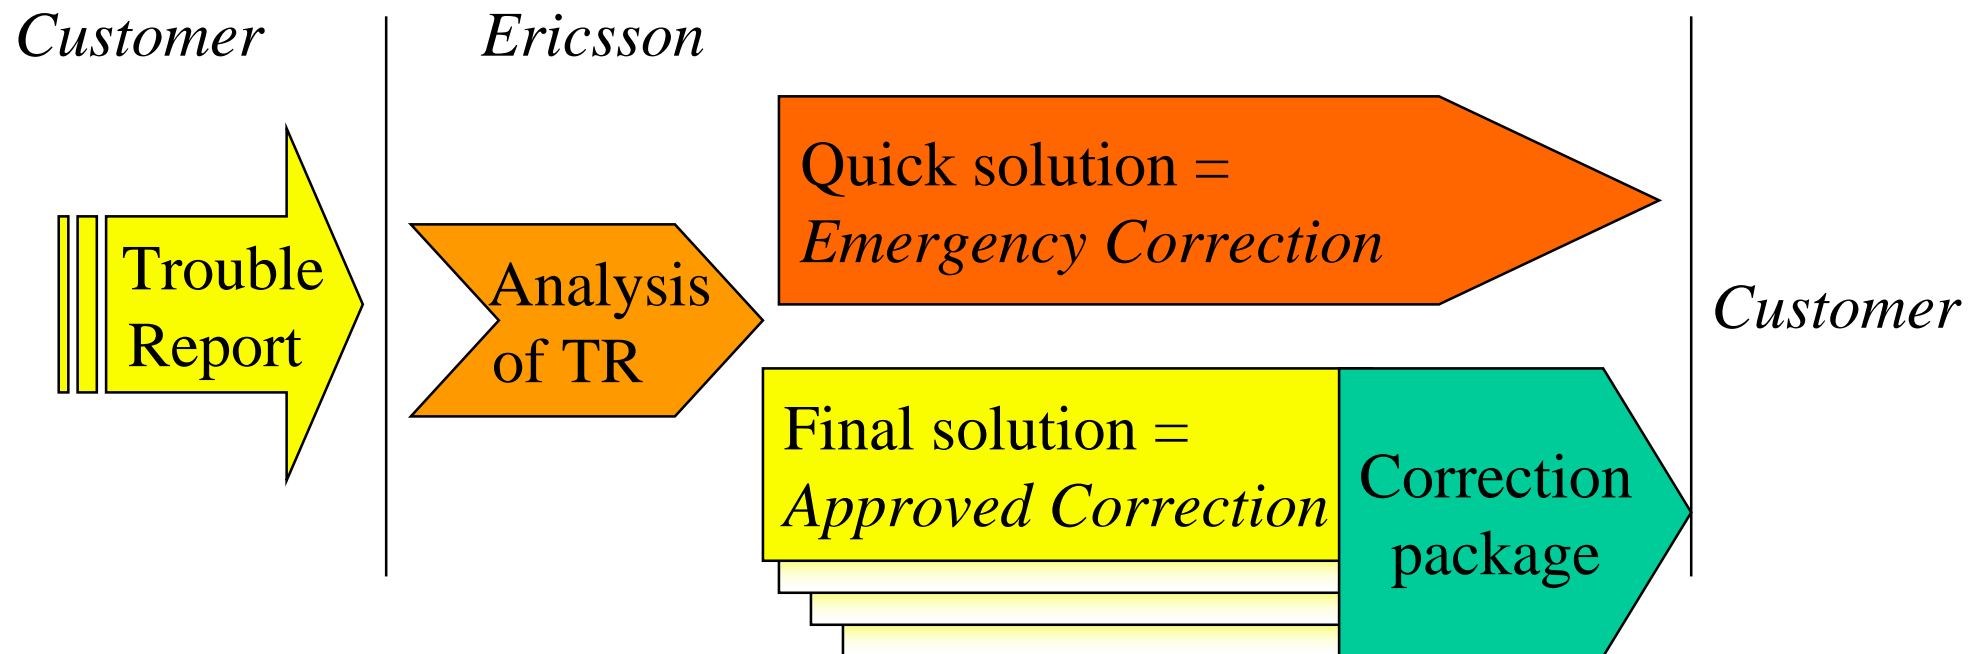 Customer
Ericsson
Trouble
Report
Analysis
of TR
Quick solution =
Emergency Correction
Final solution =
Approved Correction
Correction
package
Customer